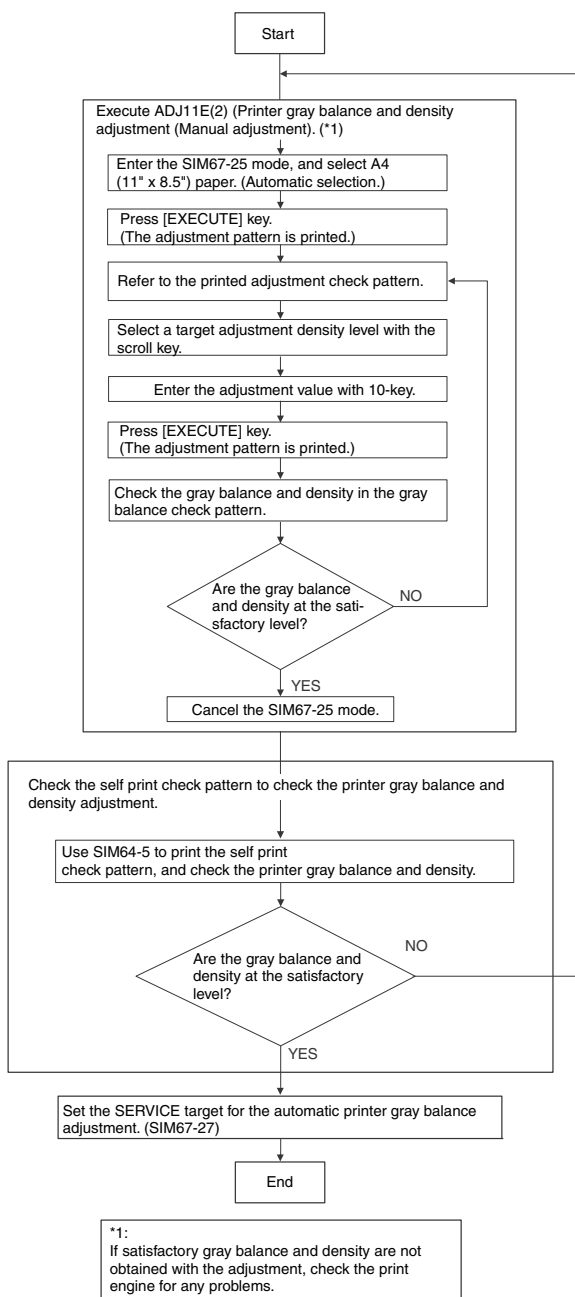 Start
Execute ADJ11E(2) (Printer gray balance and density
adjustment (Manual adjustment). (*1)
Enter the SIM67-25 mode, and select A4
(11" x 8.5") paper. (Automatic selection.)
Press [EXECUTE] key.
(The adjustment pattern is printed.)
Refer to the printed adjustment check pattern.
Select a target adjustment density level with the
scroll key.
Enter the adjustment value with 10-key.
Press [EXECUTE] key.
(The adjustment pattern is printed.)
Check the gray balance and density in the gray
balance check pattern.
Are the gray balance
and density at the sati-
sfactory level?
NO
YES
Cancel the SIM67-25 mode.
Check the self print check pattern to check the printer gray balance and
density adjustment.
Use SIM64-5 to print the self print
check pattern, and check the printer gray balance and density.
Are the gray balance and
density at the satisfactory
level?
NO
YES
Set the SERVICE target for the automatic printer gray balance
adjustment. (SIM67-27)
End
*1:
If satisfactory gray balance and density are not
obtained with the adjustment, check the print
engine for any problems.